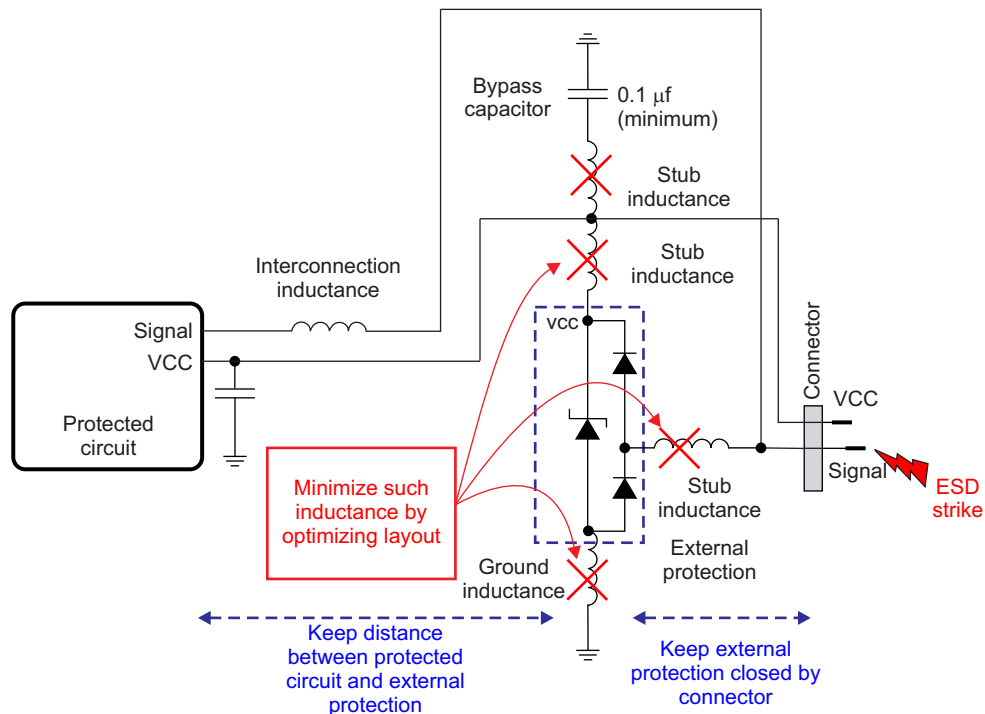 Bypass
capacitor
0.1 µf
(minimum)
Stub
inductance
Stub
inductance
Interconnection
inductance
Signal
VCC
Protected
circuit
vcc
Connector
VCC
Signal
ESD
strike
Minimize such
inductance by
optimizing layout
Stub
inductance
External
protection
Ground
inductance
Keep distance
between protected
circuit and external
protection
Keep external
protection closed by
connector